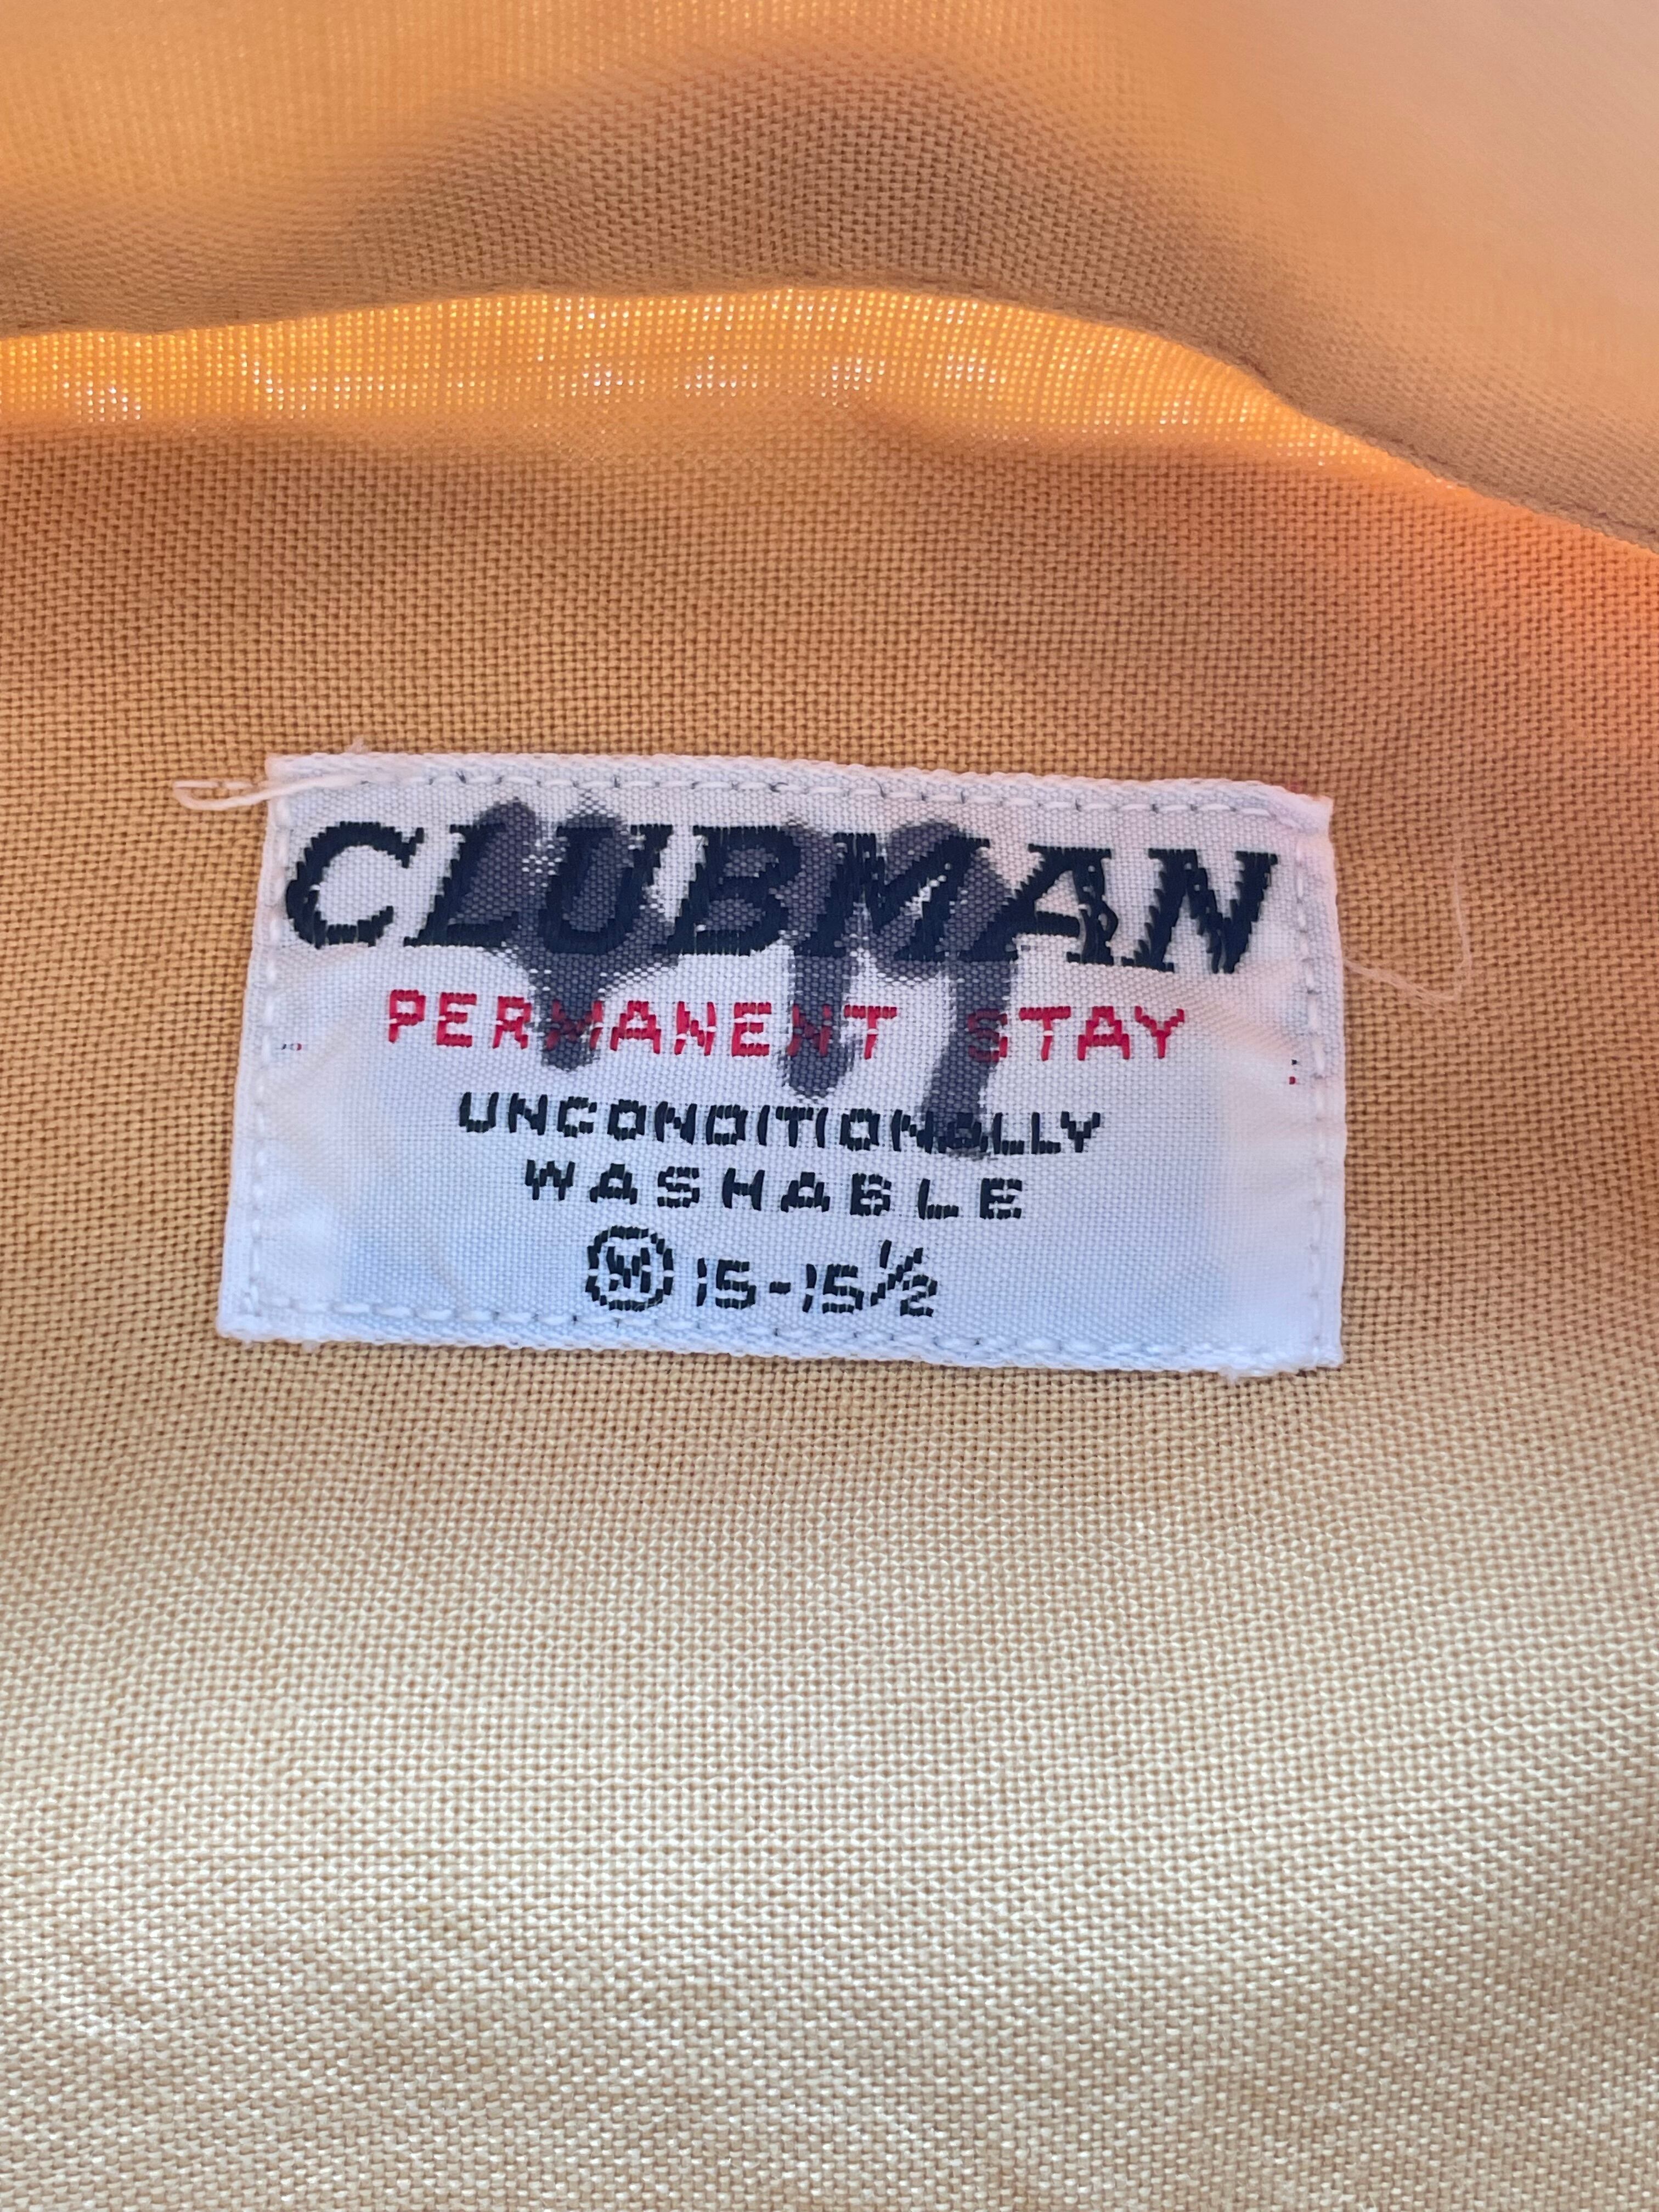 CLUBMAN
PERMANENT STAY
UNCONDITIONALLY
WASHABLE
Ⓜ 15-15½